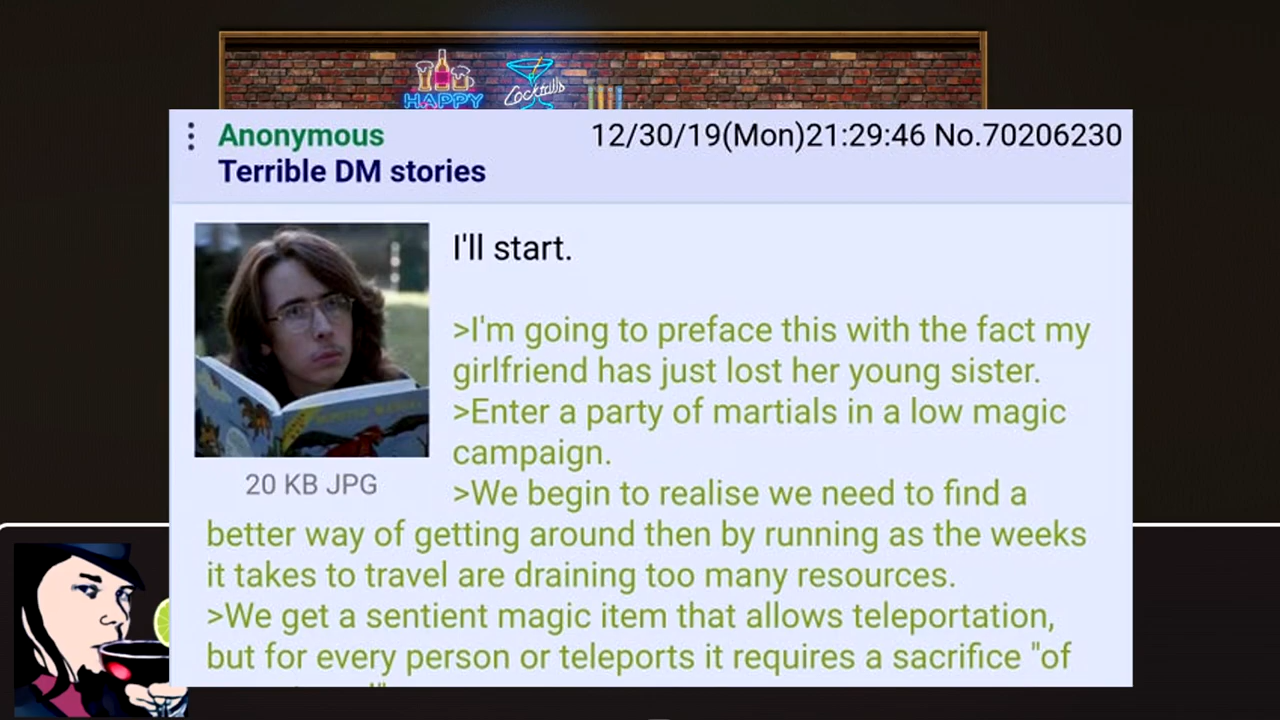 HAPPY
Cocktails
Anonymous
12/30/19(Mon)21:29:46 No.70206230
Terrible DM stories
I'll start.
>I'm going to preface this with the fact my
girlfriend has just lost her young sister.
>Enter a party of martials in a low magic
campaign.
20 KB JPG
>We begin to realise we need to find a
better way of getting around then by running as the weeks
it takes to travel are draining too many resources.
>We get a sentient magic item that allows teleportation,
but for every person or teleports it requires a sacrifice "of